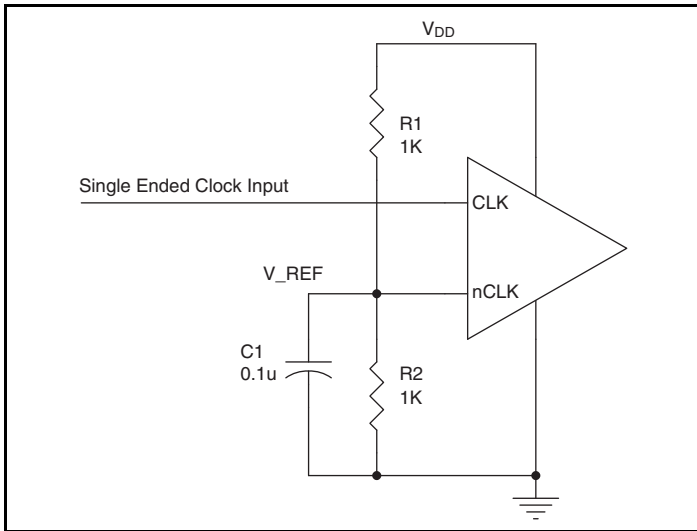 VDD
R1
1K
Single Ended Clock Input
CLK
V_REF
nCLK
C1
0.1u
R2
1K